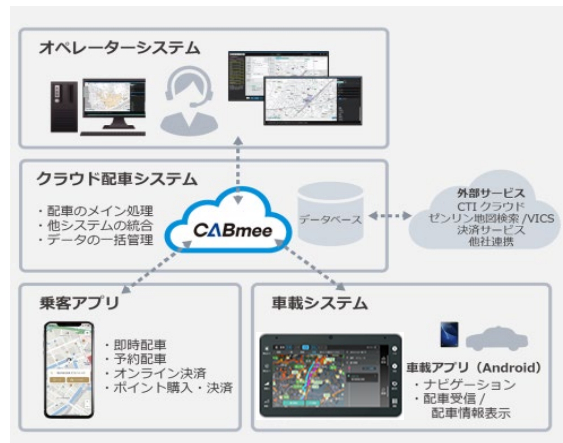 オペレーターシステム
クラウド配車システム
・配車のメイン処理
・他システムの統合
・データの一括管理
CABmee
データベース
外部サービス
CTI クラウド
ゼンリン地図検索/VICS
決済サービス
他社連携
乗客アプリ
・即時配車
・予約配車
・オンライン決済
・ポイント購入・決済
車載システム
車載アプリ（Android）
・ナビゲーション
・配車受信 /
配車情報表示